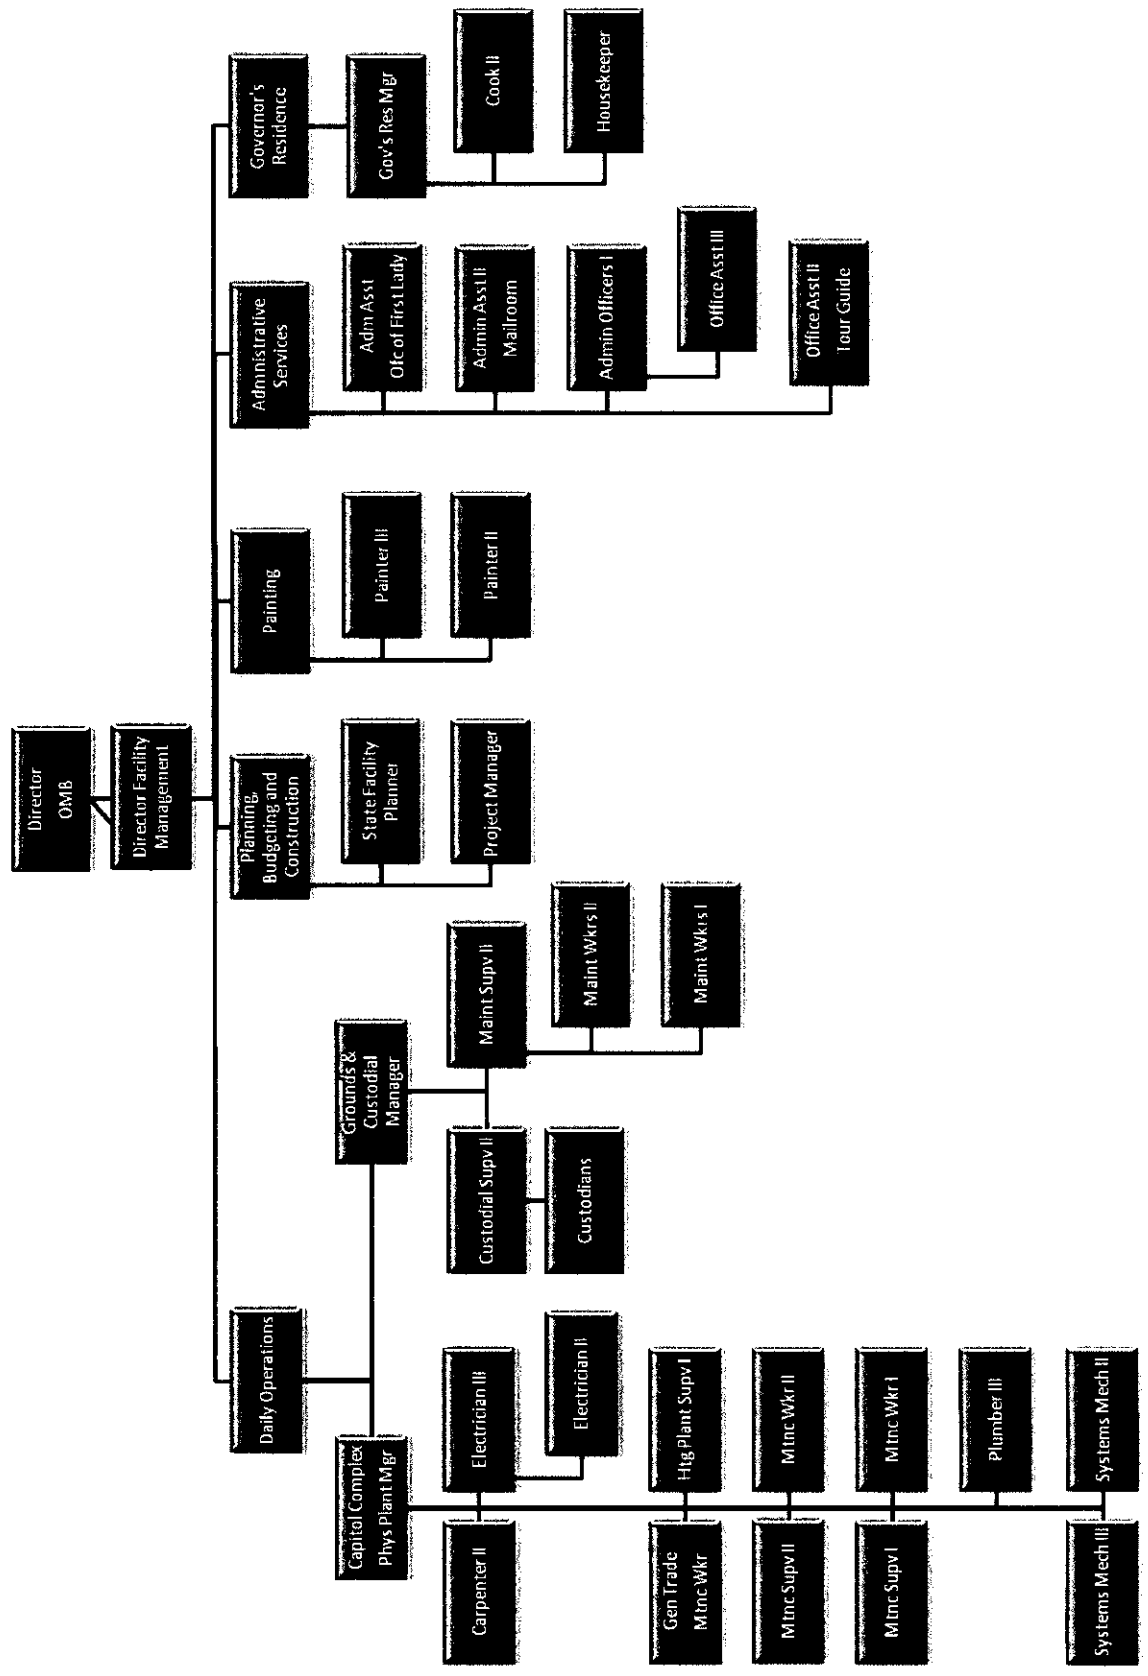 Director
OMB
Director Facility
Management
Daily Operations
Capitol Complex
Phys Plant Mgr
Carpenter II
Electrician III
Electrician II
Gen Trade
Mtnc Wkr
Htg Plant Supv I
Mtnc Supv II
Mtnc Wkr II
Mtnc Supv I
Mtnc Wkr I
Plumber III
Systems Mech III
Systems Mech II
Grounds &
Custodial
Manager
Custodial Supv II
Custodians
Maint Supv II
Maint Wkrs II
Maint Wkrs I
Planning,
Budgeting and
Construction
State Facility
Planner
Project Manager
Painting
Painter III
Painter II
Administrative
Services
Adm Asst
Ofc of First Lady
Admin Asst II
Mailroom
Admin Officers I
Office Asst III
Office Asst II
Tour Guide
Governor's
Residence
Gov's Res Mgr
Cook II
Housekeeper